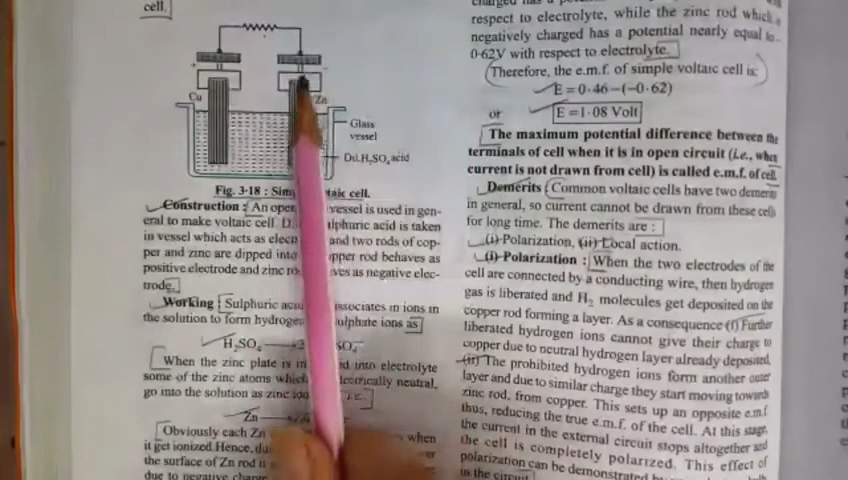 cell.
+
-
Cu
Zn
Glass
vessel
Dil.H₂SO₄ acid
Fig. 3·18 : Sim taic cell.
Construction : An open vessel is used in gen-
eral to make voltaic cell. D ulphuric acid is taken
in vessel which acts as elec and two rods of cop-
per and zinc are dipped into pper rod behaves as
positive electrode and zinc ro ves as negative elec-
trode.
Working : Sulphuric aci ssociates in ions in
the solution to form hydroge ulphate ions as
H₂SO₄ SO₄
When the zinc plate is im d into electrolyte
some of the zinc atoms whic electrically neutral,
go into the solution as zinc io i.e.
Zn
Obviously each Zn when
it get ionized. Hence, du
the surface of Zn rod
due to negative
respect to electrolyte, while the zinc rod which
negatively charged has a potential nearly equal to
0·62V with respect to electrolyte.
Therefore, the e.m.f. of simple voltaic cell is,
E = 0·46 – (–0·62)
or E = 1·08 Volt
The maximum potential difference between the
terminals of cell when it is in open circuit (i.e., when
current is not drawn from cell) is called e.m.f. of cell.
Demerits : Common voltaic cells have two demerits
in general, so current cannot be drawn from these cells
for long time. The demerits are :
(i) Polarization, (ii) Local action.
(i) Polarization : When the two electrodes of the
cell are connected by a conducting wire, then hydrogen
gas is liberated and H₂ molecules get deposited on the
copper rod forming a layer. As a consequence (i) Further
liberated hydrogen ions cannot give their charge to
copper due to neutral hydrogen layer already deposited,
(ii) The prohibited hydrogen ions form another outer
layer and due to similar charge they start moving towards
zinc rod, from copper. This sets up an opposite e.m.f
thus, reducing the true e.m.f. of the cell. At this stage,
the current in the external circuit stops altogether and
the cell is completely polarized. This effect of
polarization can be demonstrated by
in the circuit